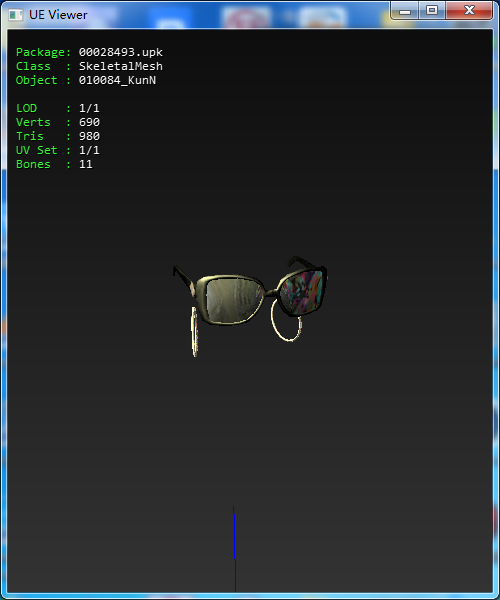 UE Viewer
Package: 00028493.upk
Class : SkeletalMesh
Object : 010084_KunN
LOD : 1/1
Verts : 690
Tris : 980
UV Set : 1/1
Bones : 11